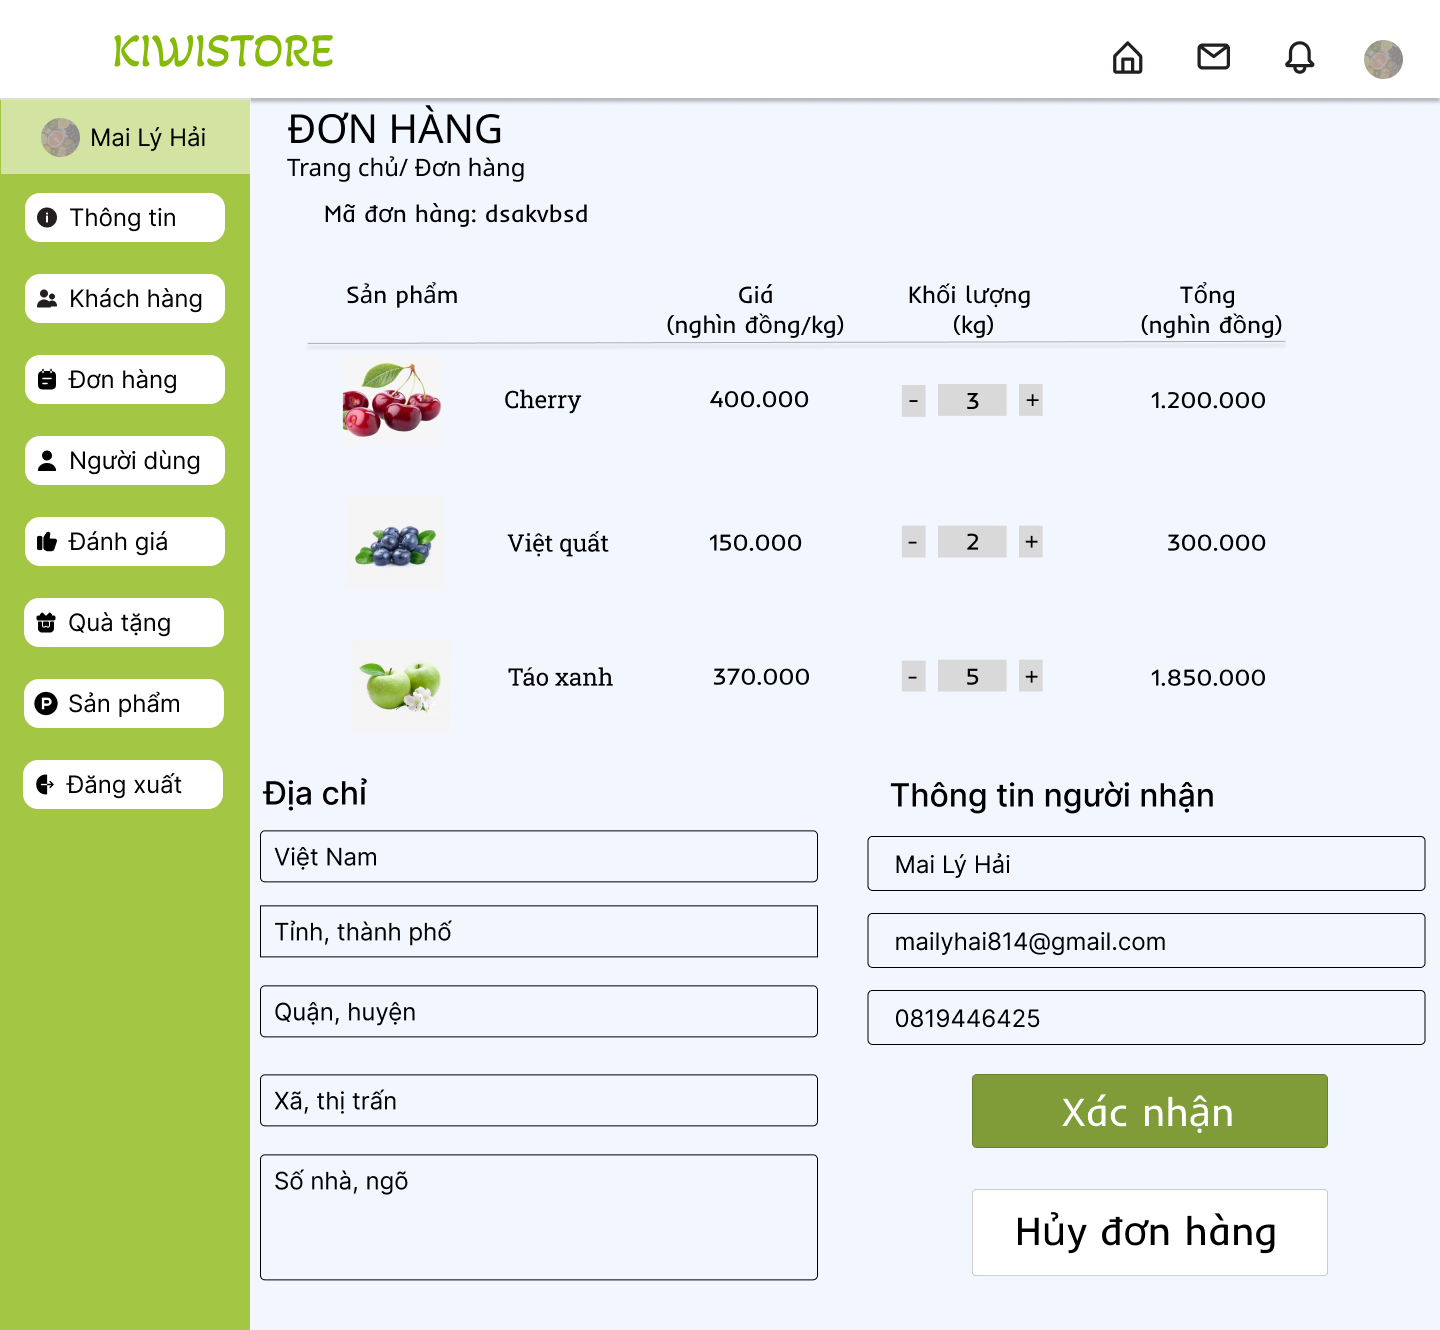 KIWISTORE
Mai Lý Hải
Thông tin
Khách hàng
Đơn hàng
Người dùng
Đánh giá
Quà tặng
Sản phẩm
Đăng xuất
ĐƠN HÀNG
Trang chủ/ Đơn hàng
Mã đơn hàng: dsakvbsd
Sản phẩm Giá Khối lượng Tổng
(nghìn đồng/kg) (kg) (nghìn đồng)
Cherry 400.000 - 3 + 1.200.000
Việt quất 150.000 - 2 + 300.000
Táo xanh 370.000 - 5 + 1.850.000
Địa chỉ
Việt Nam
Tỉnh, thành phố
Quận, huyện
Xã, thị trấn
Số nhà, ngõ
Thông tin người nhận
Mai Lý Hải
mailyhai814@gmail.com
0819446425
Xác nhận
Hủy đơn hàng